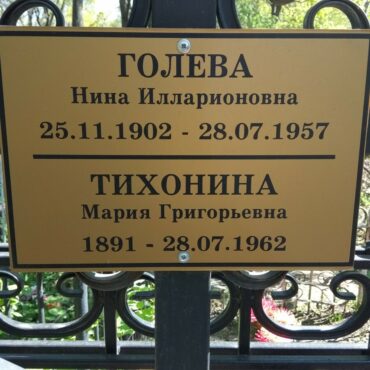 ГОЛЕВА
Нина Илларионовна
25.11.1902 - 28.07.1957
ТИХОНИНА
Мария Григорьевна
1891 - 28.07.1962